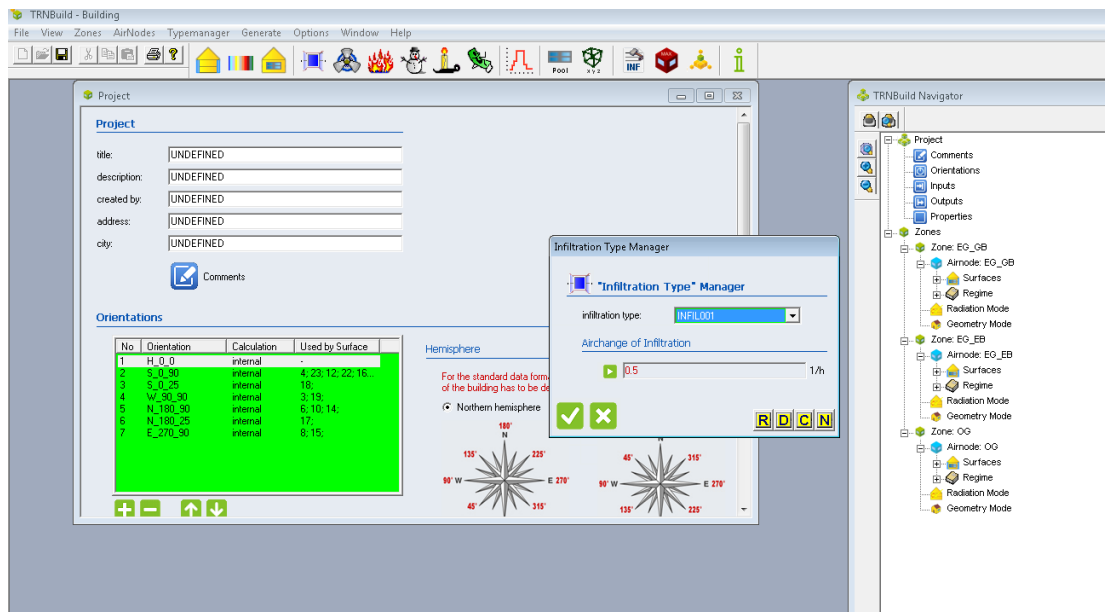 TRNBuild - Building
File View Zones AirNodes Typemanager Generate Options Window Help
Pool
x y z
INF
MAX
i
Project
Project
title: UNDEFINED
description: UNDEFINED
created by: UNDEFINED
address: UNDEFINED
city: UNDEFINED
Comments
Orientations
No Orientation Calculation Used by Surface
1 H_0_0 internal -
2 S_0_90 internal 4; 23; 12; 22; 16...
3 S_0_25 internal 18;
4 W_90_90 internal 3; 19;
5 N_180_90 internal 6; 10; 14;
6 N_180_25 internal 17;
7 E_270_90 internal 8; 15;
Hemisphere
For the standard data form
of the building has to be de
Northern hemisphere
180°
N
135° 225°
90° W E 270°
45° 315°
N
45° 315°
90° W E 270°
135° 225°
Infiltration Type Manager
"Infiltration Type" Manager
infiltration type: INFIL001
Airchange of Infiltration
0.5 1/h
R D C N
TRNBuild Navigator
Project
Comments
Orientations
Inputs
Outputs
Properties
Zones
Zone: EG_GB
Airnode: EG_GB
Surfaces
Regime
Radiation Mode
Geometry Mode
Zone: EG_EB
Airnode: EG_EB
Surfaces
Regime
Radiation Mode
Geometry Mode
Zone: OG
Airnode: OG
Surfaces
Regime
Radiation Mode
Geometry Mode